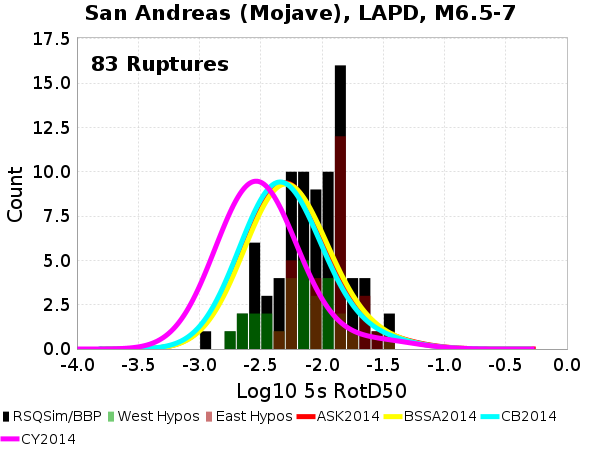 San Andreas (Mojave), LAPD, M6.5-7
83 Ruptures
Count
17.5
15.0
12.5
10.0
7.5
5.0
2.5
0.0
-4.0 -3.5 -3.0 -2.5 -2.0 -1.5 -1.0 -0.5 0.0
Log10 5s RotD50
RSQSim/BBP West Hypos East Hypos ASK2014 BSSA2014 CB2014
CY2014